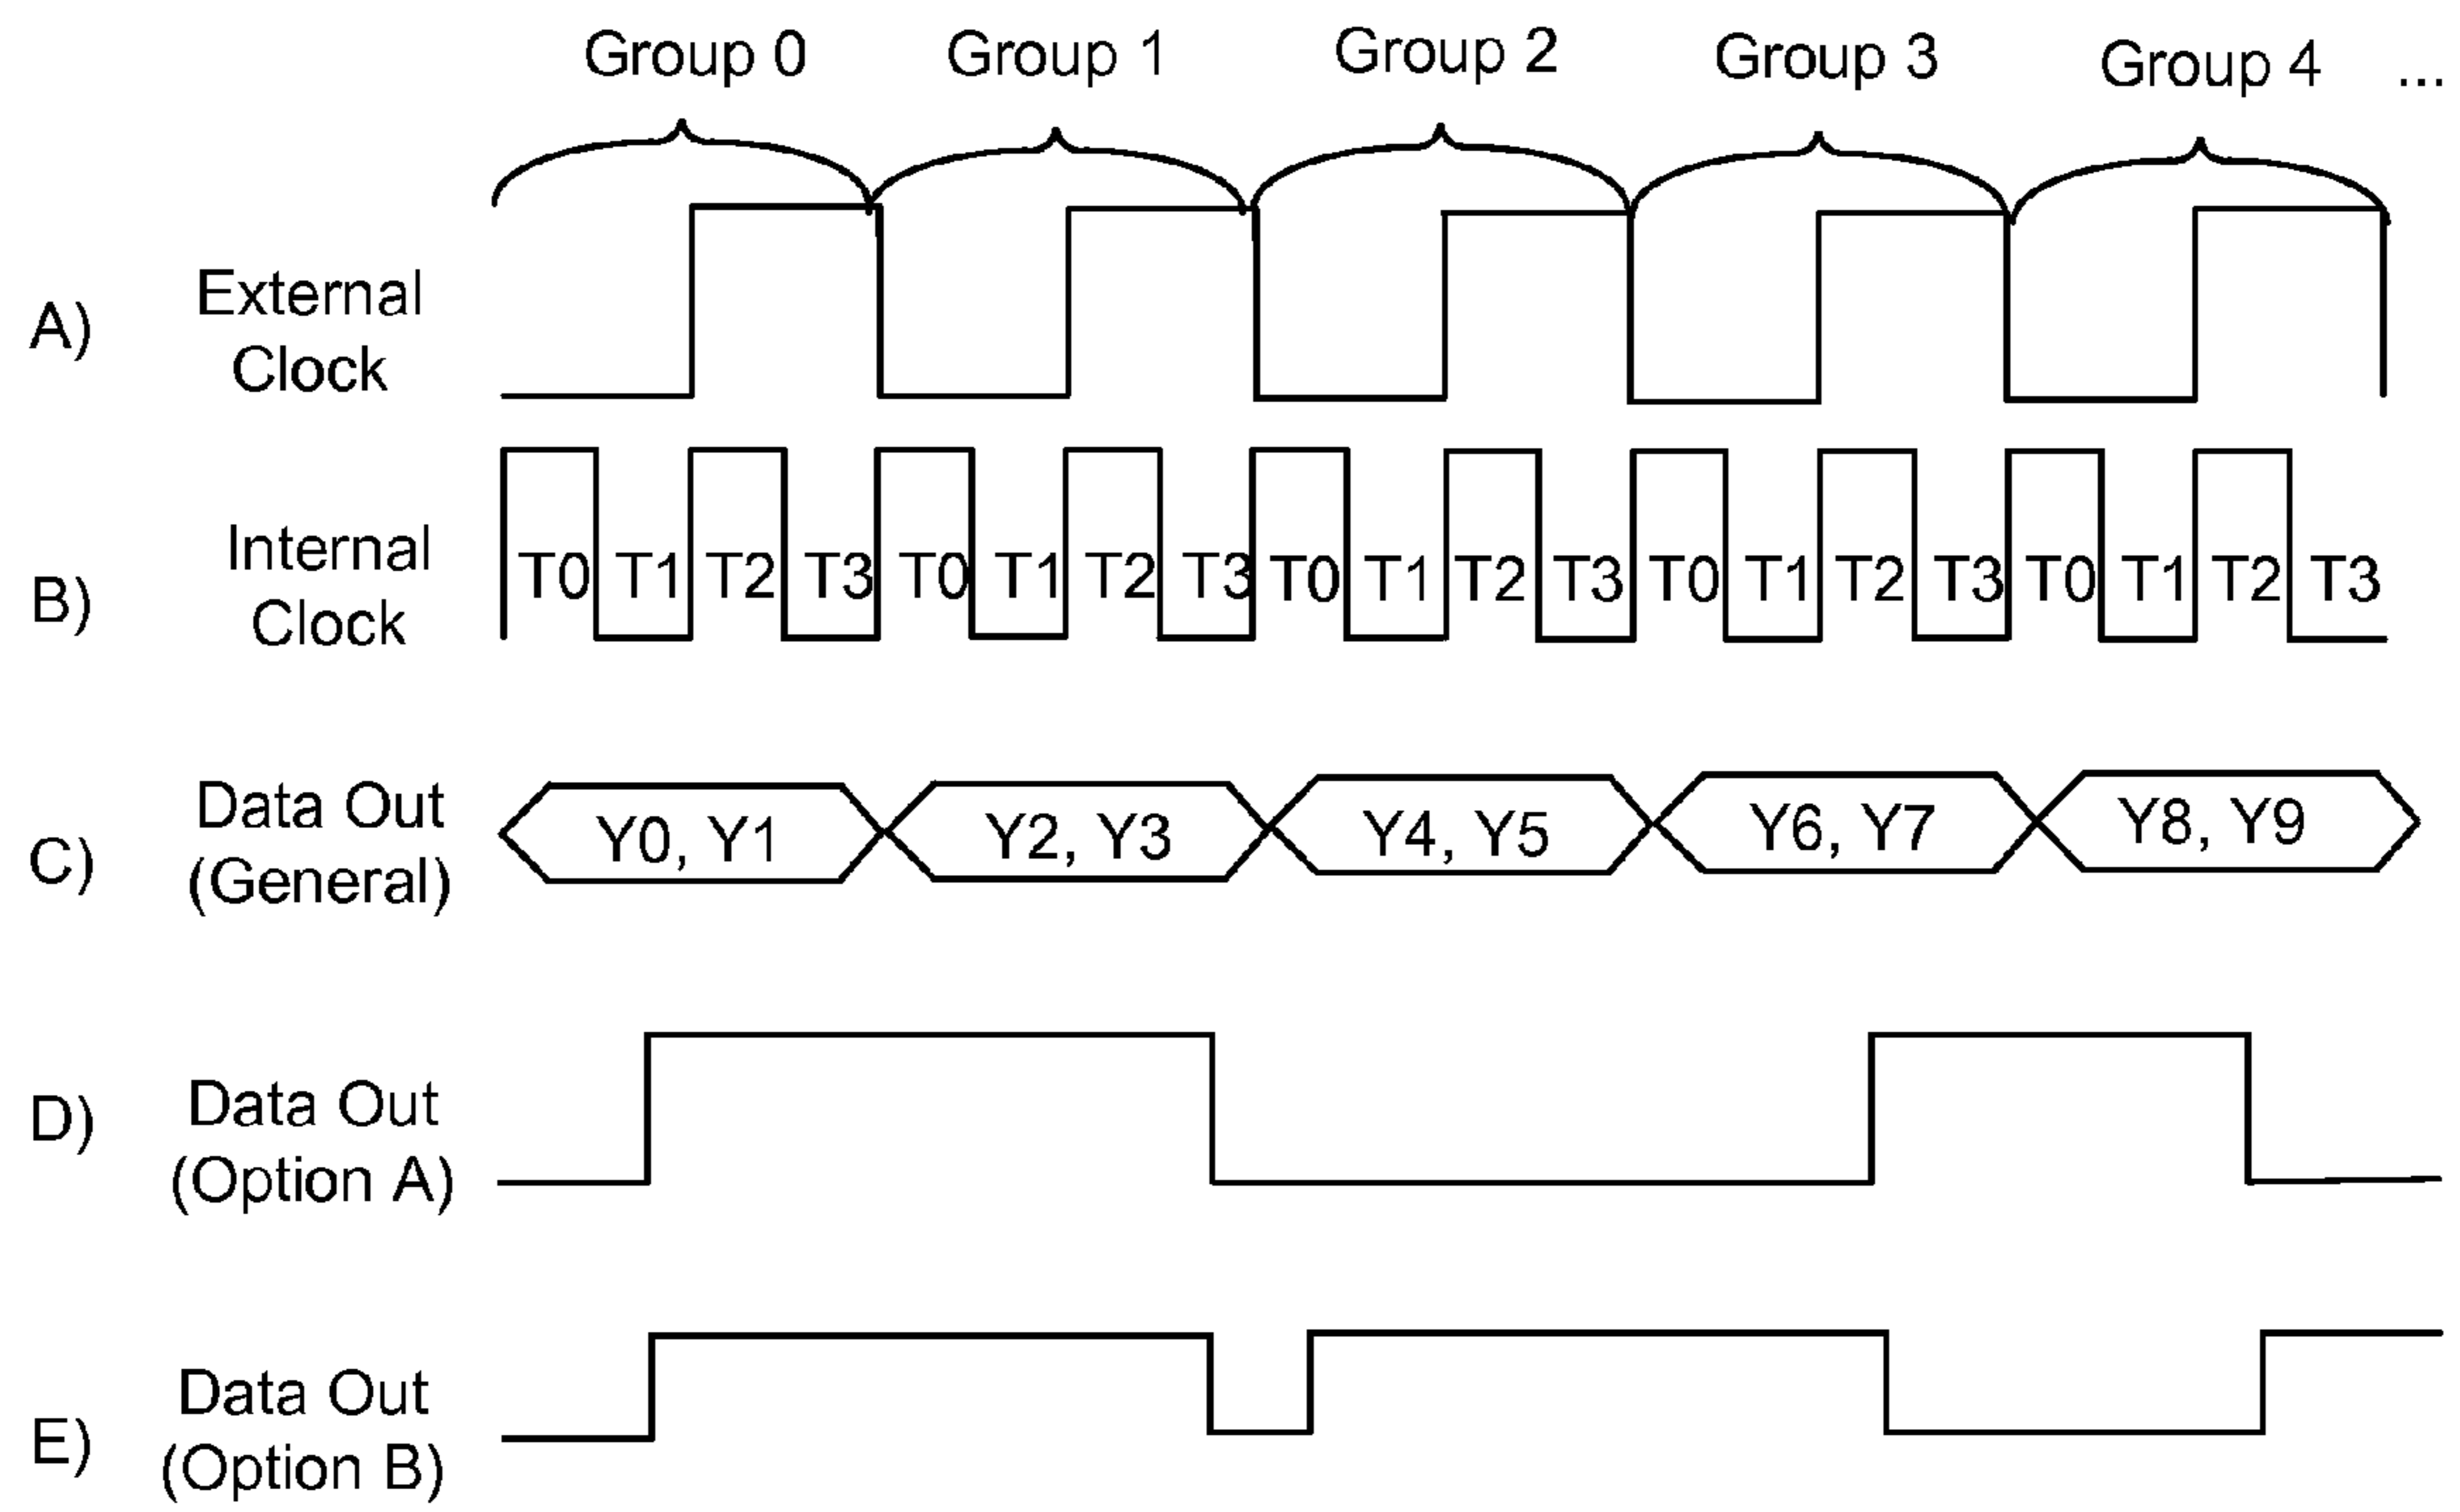 Group 0 Group 1 Group 2 Group 3 Group 4 ...
A) External
Clock
B) Internal
Clock
T0 T1 T2 T3 T0 T1 T2 T3 T0 T1 T2 T3 T0 T1 T2 T3 T0 T1 T2 T3
C) Data Out
(General)
Y0, Y1 Y2, Y3 Y4, Y5 Y6, Y7 Y8, Y9
D) Data Out
(Option A)
E) Data Out
(Option B)